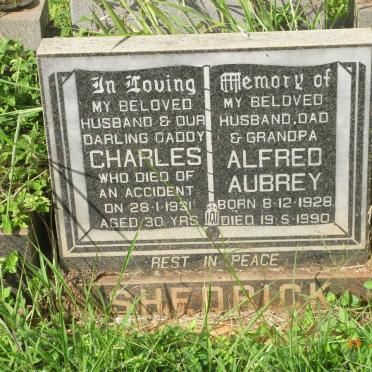 In Loving Memory of
MY BELOVED
HUSBAND & OUR
DARLING DADDY
CHARLES
WHO DIED OF
AN ACCIDENT
ON 28·1·1931
AGED 30 YRS
MY BELOVED
HUSBAND, DAD
& GRANDPA
ALFRED
AUBREY
BORN 8·12·1928
DIED 19·5·1990
REST IN PEACE
SHEDRICK